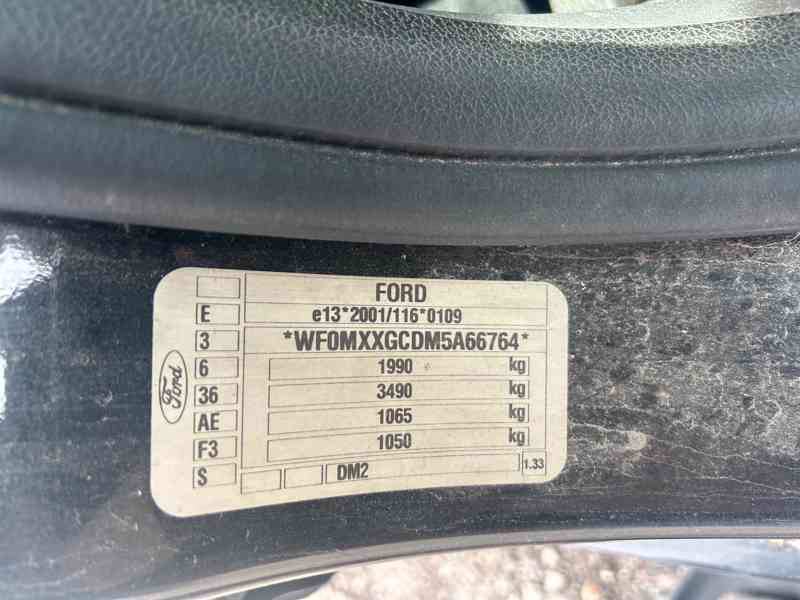 FORD
E e13*2001/116*0109
3 *WF0MXXGCDM5A66764*
6 1990 kg
36 3490 kg
AE 1065 kg
F3 1050 kg
S DM2 1.33
Ford